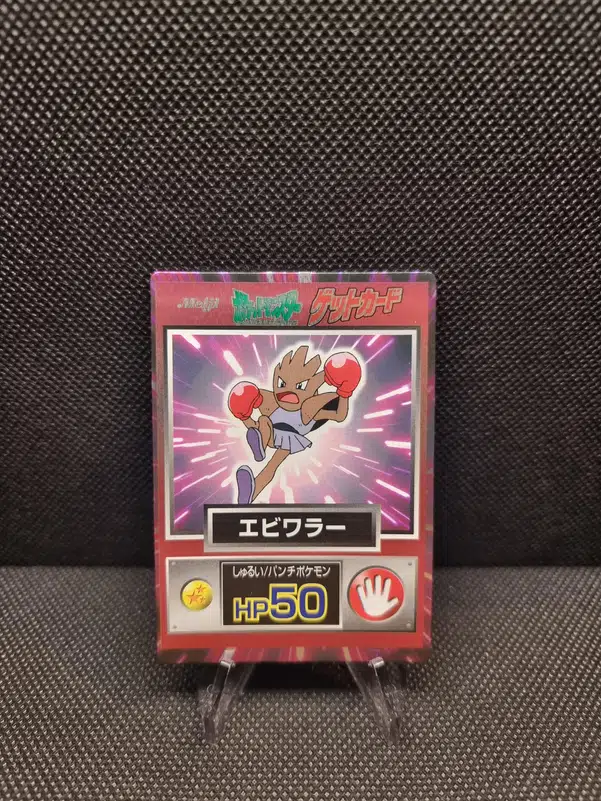 ポケットモンスター ゲットカード
エビワラー
しゅるい/パンチポケモン
HP50